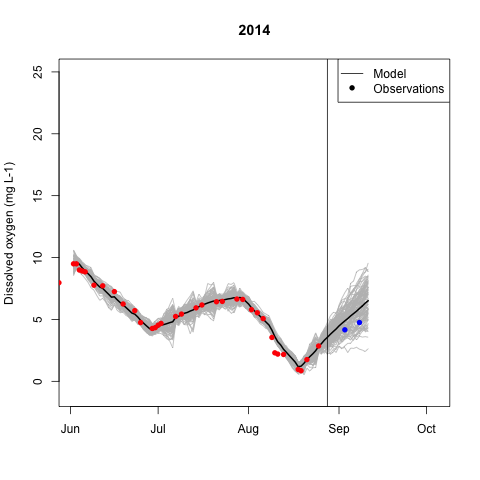 2014
Model
Observations
Dissolved oxygen (mg L-1)
25
20
15
10
5
0
Jun
Jul
Aug
Sep
Oct